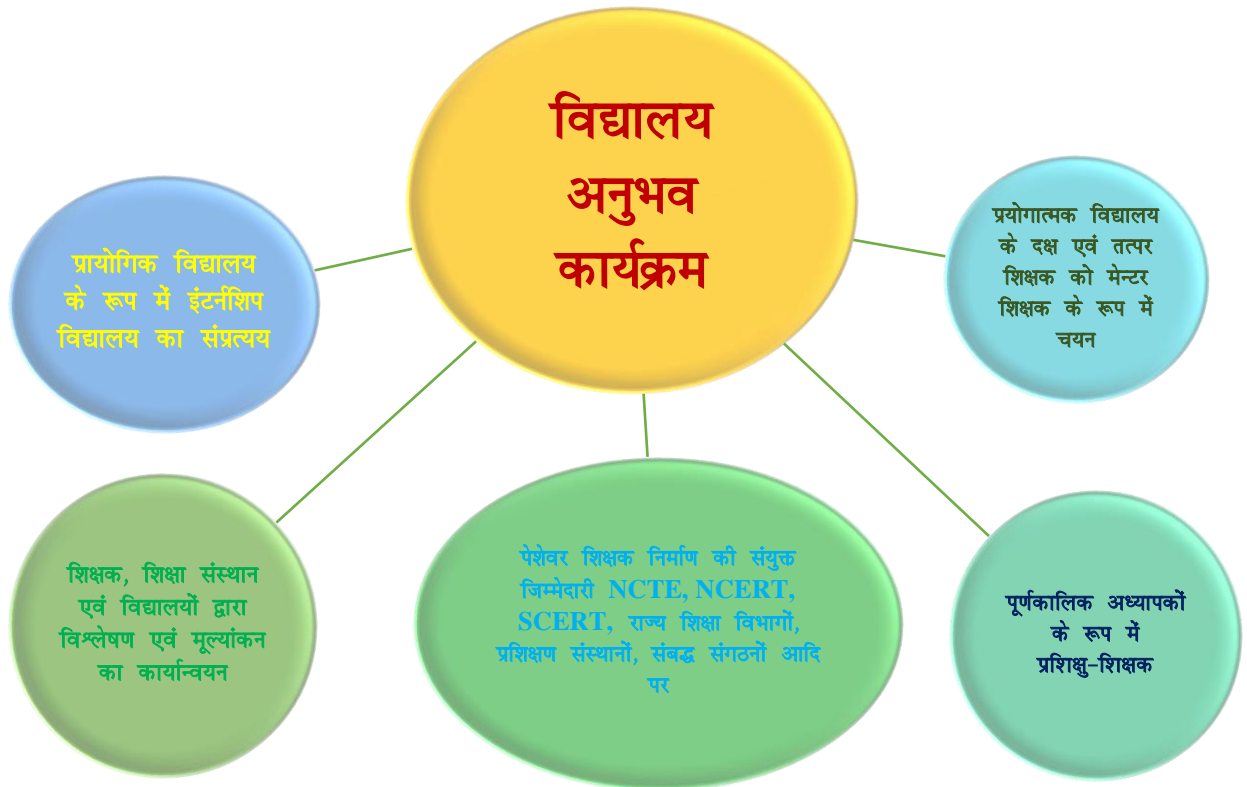 विद्यालय
अनुभव
कार्यक्रम
प्रायोगिक विद्यालय
के रूप में इंटर्नशिप
विद्यालय का संप्रत्यय
प्रयोगात्मक विद्यालय
के दक्ष एवं तत्पर
शिक्षक को मेन्टर
शिक्षक के रूप में
चयन
शिक्षक, शिक्षा संस्थान
एवं विद्यालयों द्वारा
विश्लेषण एवं मूल्यांकन
का कार्यान्वयन
पेशेवर शिक्षक निर्माण की संयुक्त
जिम्मेदारी NCTE, NCERT,
SCERT, राज्य शिक्षा विभागों,
प्रशिक्षण संस्थानों, संबद्ध संगठनों आदि
पर
पूर्णकालिक अध्यापकों
के रूप में
प्रशिक्षु-शिक्षक